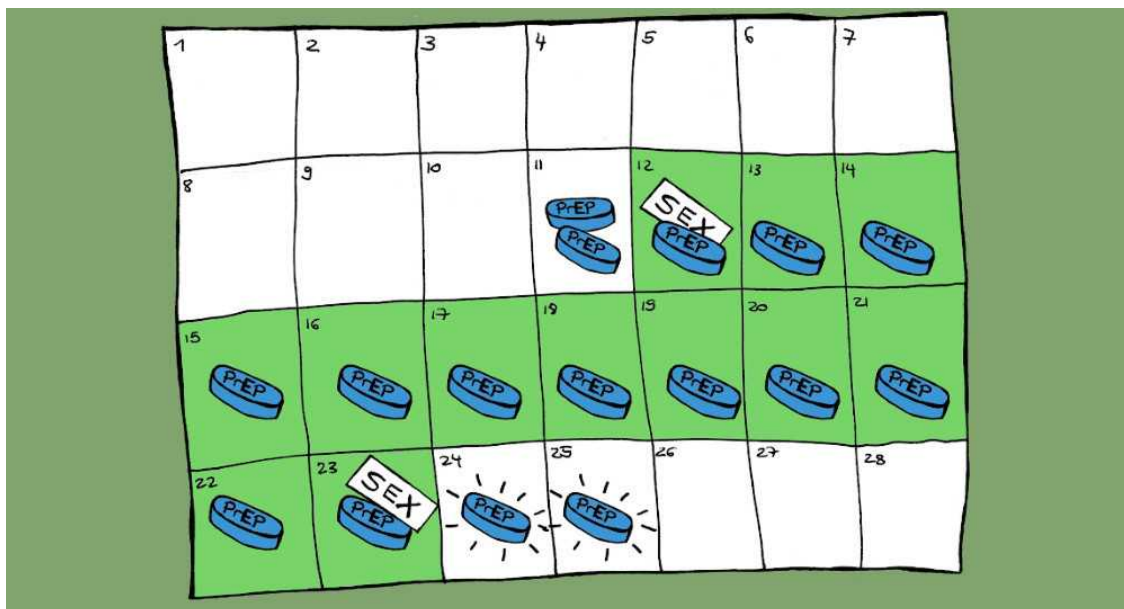 1 2 3 4 5 6 7
8 9 10 11 12 13 14
PrEP
PrEP
SEX
PrEP PrEP PrEP
15 16 17 18 19 20 21
PrEP PrEP PrEP PrEP PrEP PrEP PrEP
22 23 24 25 26 27 28
SEX
PrEP PrEP PrEP PrEP